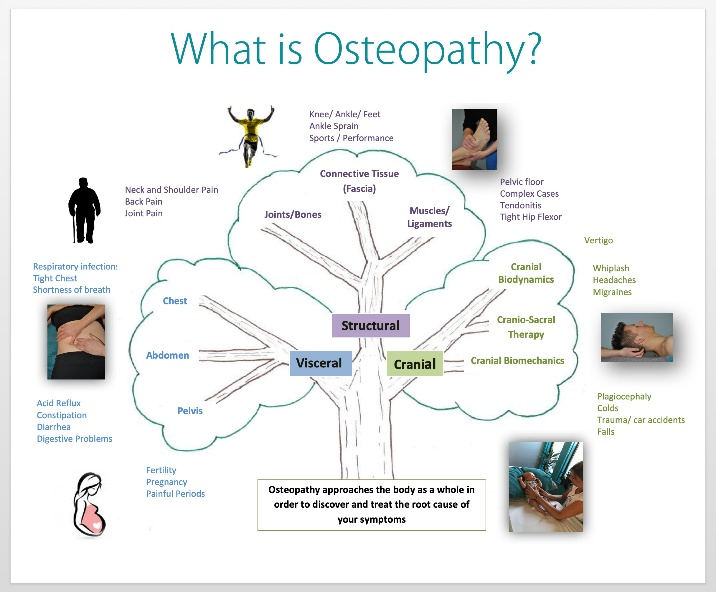 What is Osteopathy?
Knee/ Ankle/ Feet
Ankle Sprain
Sports / Performance
Connective Tissue
(Fascia)
Joints/Bones
Muscles/
Ligaments
Neck and Shoulder Pain
Back Pain
Joint Pain
Pelvic floor
Complex Cases
Tendonitis
Tight Hip Flexor
Vertigo
Whiplash
Headaches
Migraines
Respiratory infections
Tight Chest
Shortness of breath
Chest
Abdomen
Pelvis
Cranial
Biodynamics
Cranio-Sacral
Therapy
Cranial Biomechanics
Structural
Visceral
Cranial
Acid Reflux
Constipation
Diarrhea
Digestive Problems
Plagiocephaly
Colds
Trauma/ car accidents
Falls
Fertility
Pregnancy
Painful Periods
Osteopathy approaches the body as a whole in
order to discover and treat the root cause of
your symptoms